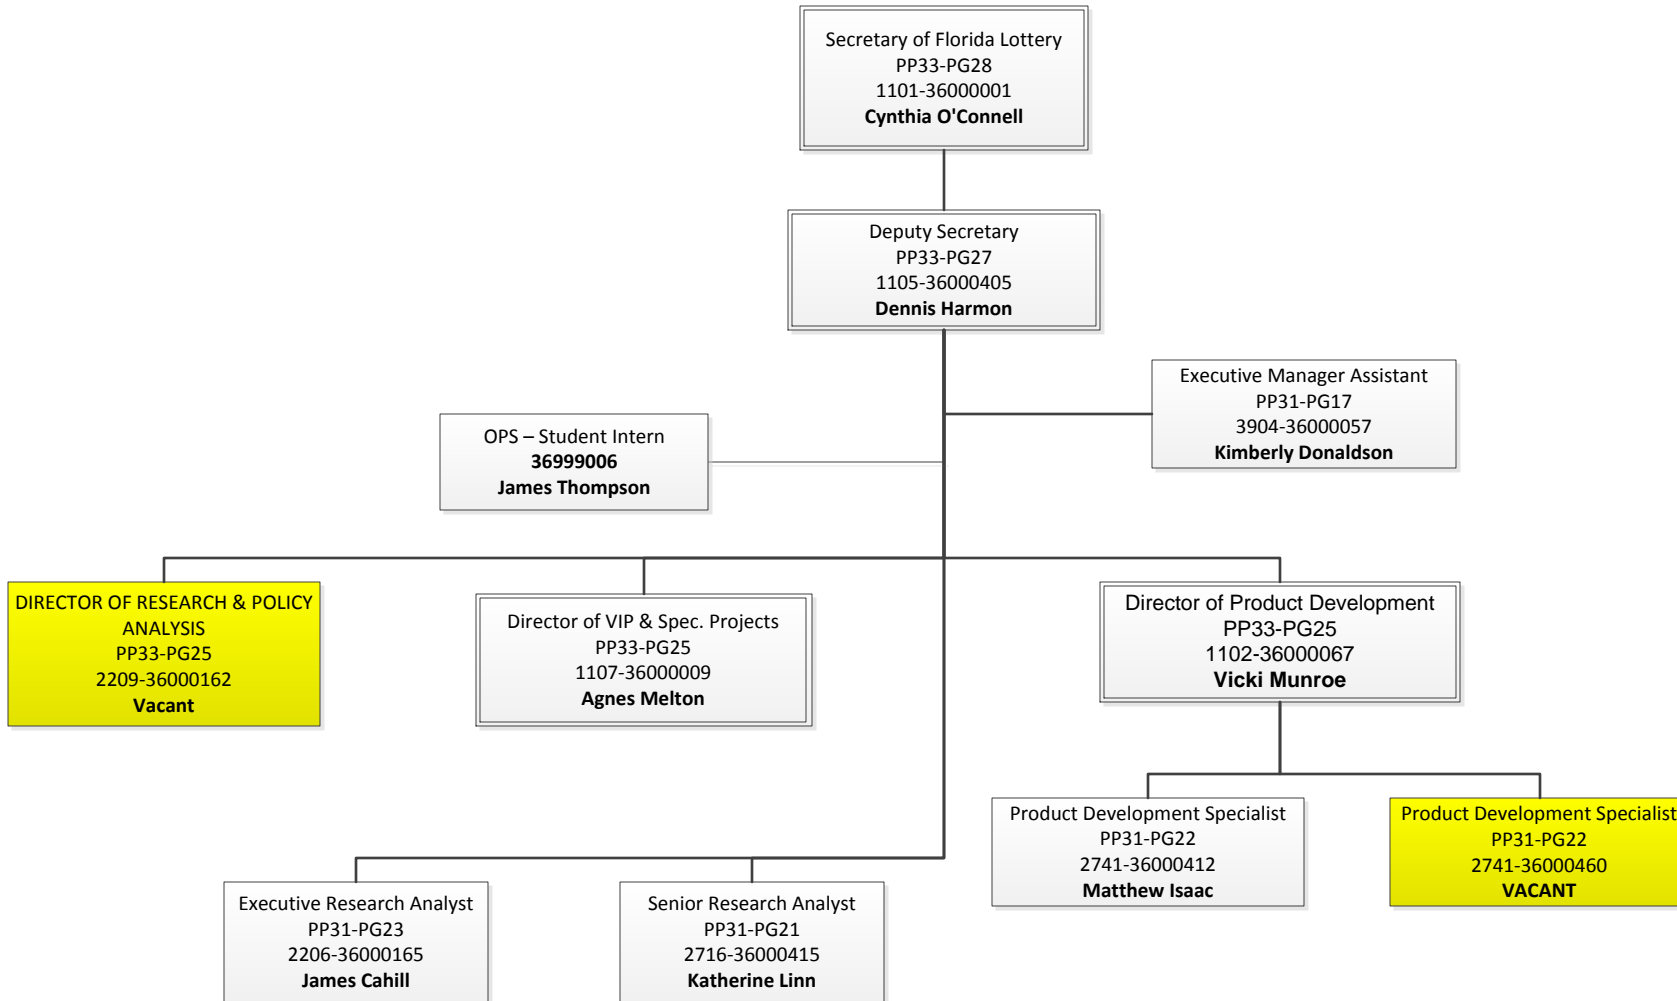 Secretary of Florida Lottery
PP33-PG28
1101-36000001
Cynthia O'Connell
Deputy Secretary
PP33-PG27
1105-36000405
Dennis Harmon
Executive Manager Assistant
PP31-PG17
3904-36000057
Kimberly Donaldson
OPS – Student Intern
36999006
James Thompson
DIRECTOR OF RESEARCH & POLICY
ANALYSIS
PP33-PG25
2209-36000162
Vacant
Director of VIP & Spec. Projects
PP33-PG25
1107-36000009
Agnes Melton
Director of Product Development
PP33-PG25
1102-36000067
Vicki Munroe
Product Development Specialist
PP31-PG22
2741-36000412
Matthew Isaac
Product Development Specialist
PP31-PG22
2741-36000460
VACANT
Executive Research Analyst
PP31-PG23
2206-36000165
James Cahill
Senior Research Analyst
PP31-PG21
2716-36000415
Katherine Linn